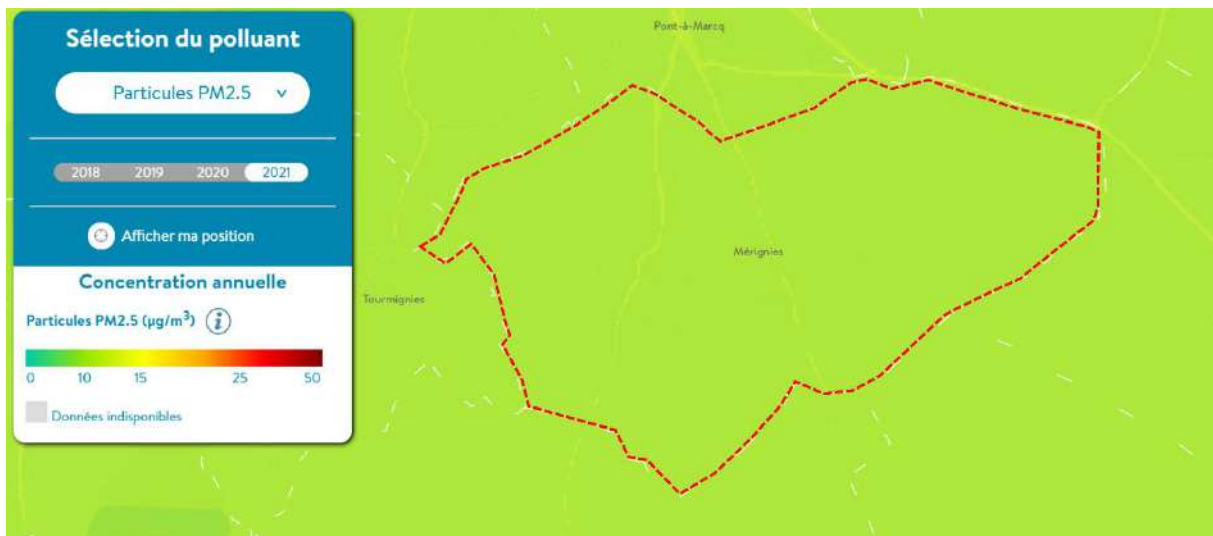 Sélection du polluant
Particules PM2.5
2018 2019 2020 2021
Afficher ma position
Concentration annuelle
Particules PM2.5 (µg/m³) i
0 10 15 25 50
Données indisponibles
Pont-à-Marcq
Mérignies
Tourmignies